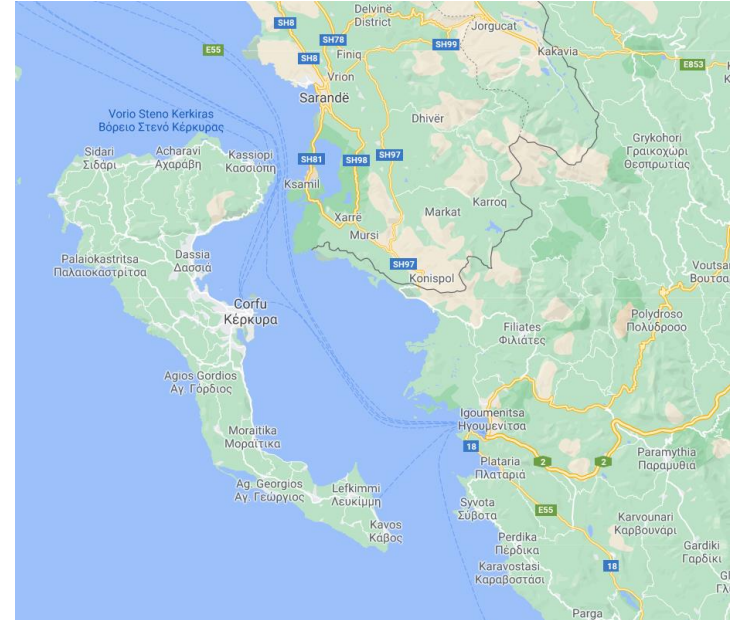 Delvinë
District
SH8
Jorgucat
SH78
SH99
E55
Kakavia
SH8
Finiq
E853
Vrion
Sarandë
Vorio Steno Kerkiras
Βόρειο Στενό Κέρκυρας
Dhivër
Grykohori
Γραικοχώρι
Θεσπρωτίας
Sidari
Σιδάρι
Acharavi
Αχαράβη
Kassiopi
Κασσιόπη
SH81
SH98
SH97
Ksamil
Karroq
Xarrë
Markat
Mursi
Palaiokastritsa
Παλαιοκαστρίτσα
Dassia
Δασσιά
SH97
Konispol
Voutsa
Βουτσα
Corfu
Κέρκυρα
Polydroso
Πολύδροσο
Filiates
Φιλιάτες
Agios Gordios
Αγ. Γόρδιος
Igoumenitsa
Ηγουμενίτσα
Moraitika
Μοραΐτικα
18
Plataria
Πλαταριά
2
2
Paramythia
Παραμυθιά
Ag. Georgios
Αγ. Γεώργιος
Lefkimmi
Λευκίμμη
Syvota
Σύβοτα
E55
Kavos
Κάβος
Karvounari
Καρβουνάρι
Perdika
Πέρδικα
Gardiki
Γαρδίκι
Karavostasi
Καραβοστάσι
18
Parga